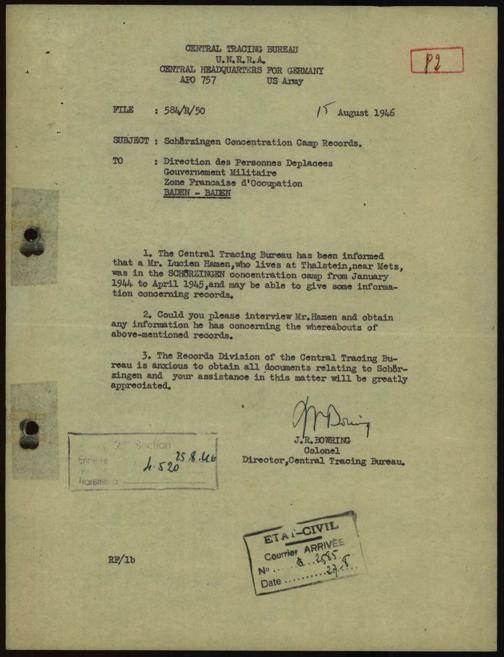 CENTRAL TRACING BUREAU
U.N.R.R.A.
CENTRAL HEADQUARTERS FOR GERMANY
APO 757 US Army
P2
FILE : 584/R/50
15 August 1946
SUBJECT : Schörzingen Concentration Camp Records.
TO : Direction des Personnes Deplacees
Gouvernement Militaire
Zone Francaise d'Occupation
BADEN - BADEN
1. The Central Tracing Bureau has been informed
that a Mr. Lucien Hamen,who lives at Thalstein,near Metz,
was in the SCHÖRZINGEN concentration camp from January
1944 to April 1945,and may be able to give some informa-
tion concerning records.
2. Could you please interview Mr.Hamen and obtain
any information he has concerning the whereabouts of
above-mentioned records.
3. The Records Division of the Central Tracing Bu-
reau is anxious to obtain all documents relating to Schör-
zingen and your assistance in this matter will be greatly
appreciated.
J.R.BOWRING
Colonel
Director,Central Tracing Bureau.
Section
25.8.46
4.520
ETAT-CIVIL
Courrier ARRIVÉE
N° 2585
Date 27.8
RF/lb